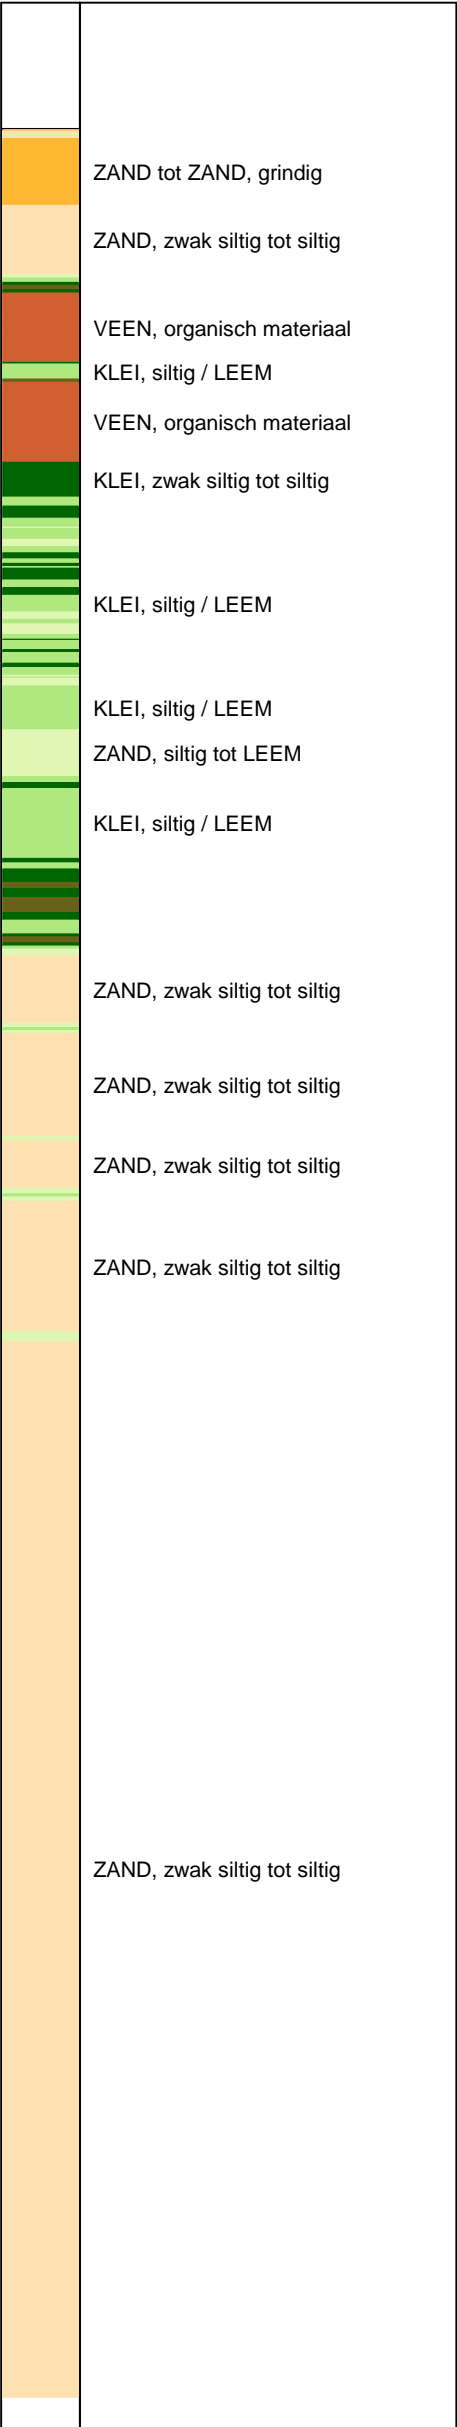 ZAND tot ZAND, grindig
ZAND, zwak siltig tot siltig
VEEN, organisch materiaal
KLEI, siltig / LEEM
VEEN, organisch materiaal
KLEI, zwak siltig tot siltig
KLEI, siltig / LEEM
KLEI, siltig / LEEM
ZAND, siltig tot LEEM
KLEI, siltig / LEEM
ZAND, zwak siltig tot siltig
ZAND, zwak siltig tot siltig
ZAND, zwak siltig tot siltig
ZAND, zwak siltig tot siltig
ZAND, zwak siltig tot siltig